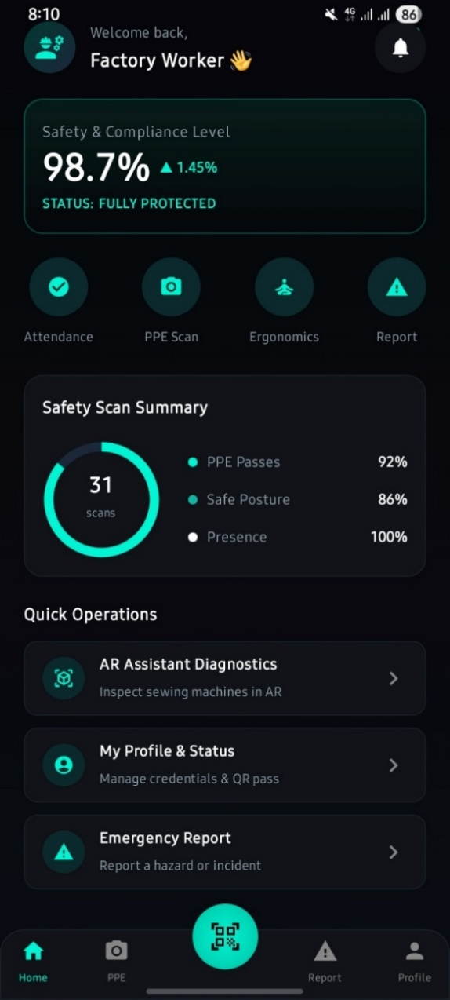 8:10
4G
86
Welcome back,
Factory Worker 👋
Safety & Compliance Level
98.7% ▲ 1.45%
STATUS: FULLY PROTECTED
Attendance
PPE Scan
Ergonomics
Report
Safety Scan Summary
31
scans
PPE Passes 92%
Safe Posture 86%
Presence 100%
Quick Operations
AR Assistant Diagnostics
Inspect sewing machines in AR
My Profile & Status
Manage credentials & QR pass
Emergency Report
Report a hazard or incident
Home
PPE
Report
Profile